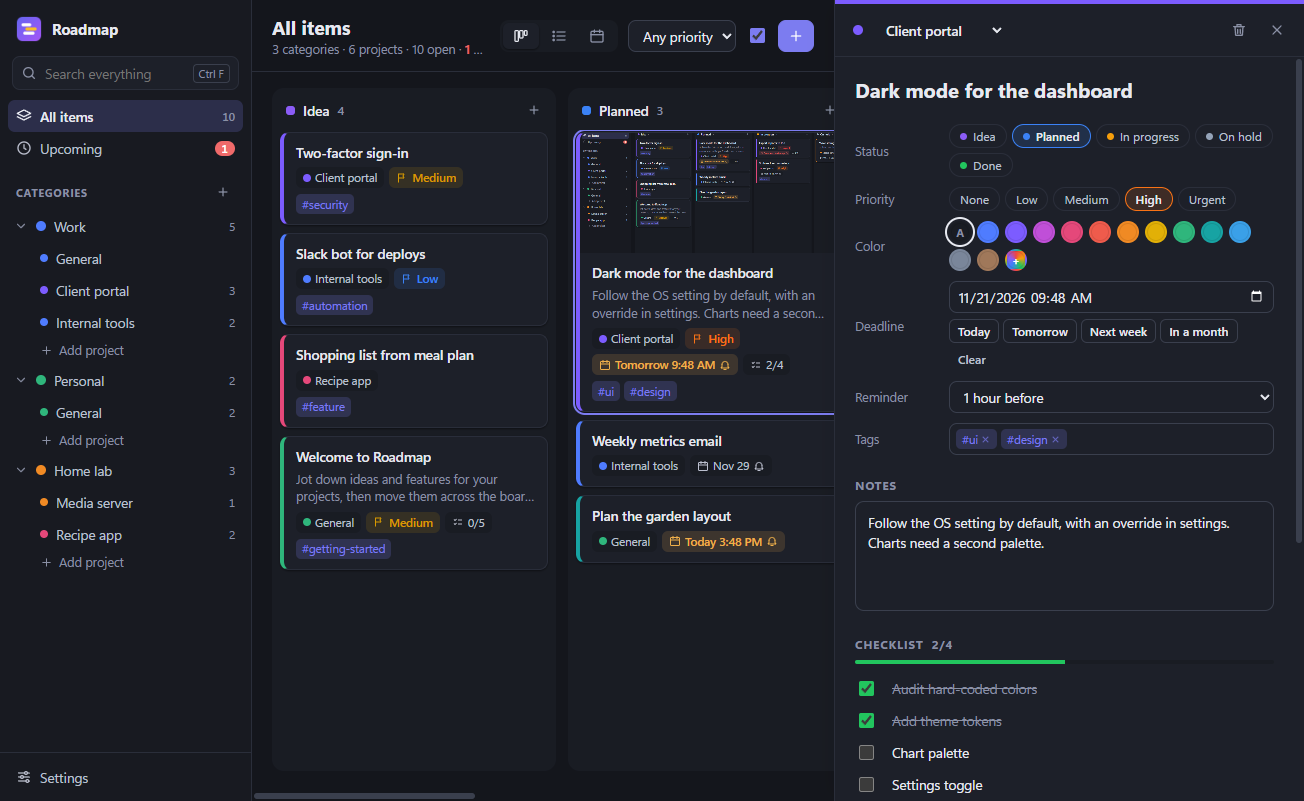 Roadmap
Search everything
Ctrl F
All items 10
Upcoming 1
CATEGORIES
Work 5
General
Client portal 3
Internal tools 2
Add project
Personal 2
General 2
Add project
Home lab 3
Media server 1
Recipe app 2
Add project
Settings
All items
3 categories · 6 projects · 10 open · 1 ...
Any priority
Idea 4
Two-factor sign-in
Client portal Medium
#security
Slack bot for deploys
Internal tools Low
#automation
Shopping list from meal plan
Recipe app
#feature
Welcome to Roadmap
Jot down ideas and features for your
projects, then move them across the boar...
General Medium 0/5
#getting-started
Planned 3
Dark mode for the dashboard
Follow the OS setting by default, with an
override in settings. Charts need a secon...
Client portal High
Tomorrow 9:48 AM 2/4
#ui #design
Weekly metrics email
Internal tools Nov 29
Plan the garden layout
General Today 3:48 PM
Client portal
Dark mode for the dashboard
Status
Idea Planned In progress On hold
Done
Priority
None Low Medium High Urgent
Color
A
Deadline
11/21/2026 09:48 AM
Today Tomorrow Next week In a month
Clear
Reminder
1 hour before
Tags
#ui × #design ×
NOTES
Follow the OS setting by default, with an override in settings.
Charts need a second palette.
CHECKLIST 2/4
Audit hard-coded colors
Add theme tokens
Chart palette
Settings toggle